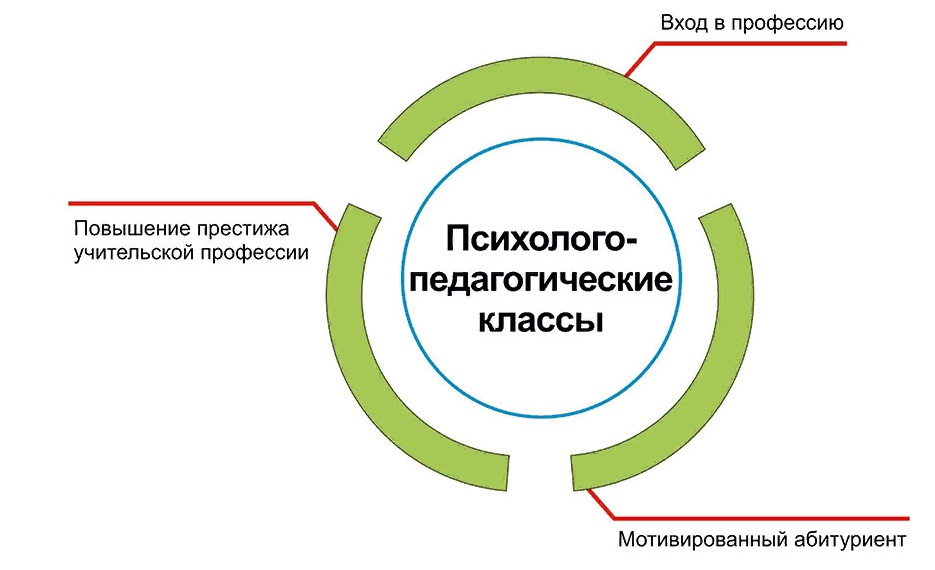 Вход в профессию
Повышение престижа
учительской профессии
Психолого-
педагогические
классы
Мотивированный абитуриент